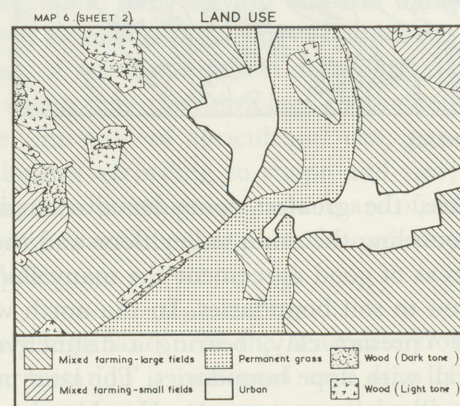 MAP 6.(SHEET 2) LAND USE
Mixed farming-large fields Permanent grass Wood (Dark tone)
Mixed farming-small fields Urban Wood (Light tone)